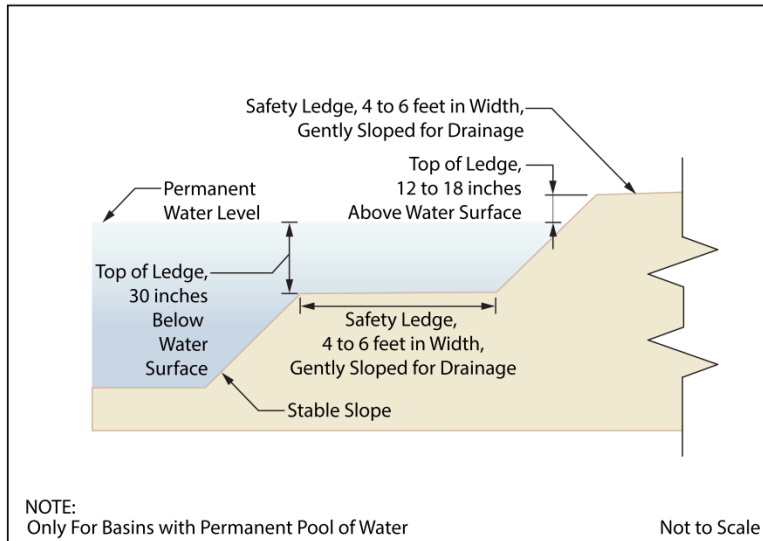 Safety Ledge, 4 to 6 feet in Width,
Gently Sloped for Drainage
Top of Ledge,
12 to 18 inches
Above Water Surface
Permanent
Water Level
Top of Ledge,
30 inches
Below
Water
Surface
Safety Ledge,
4 to 6 feet in Width,
Gently Sloped for Drainage
Stable Slope
NOTE:
Only For Basins with Permanent Pool of Water
Not to Scale